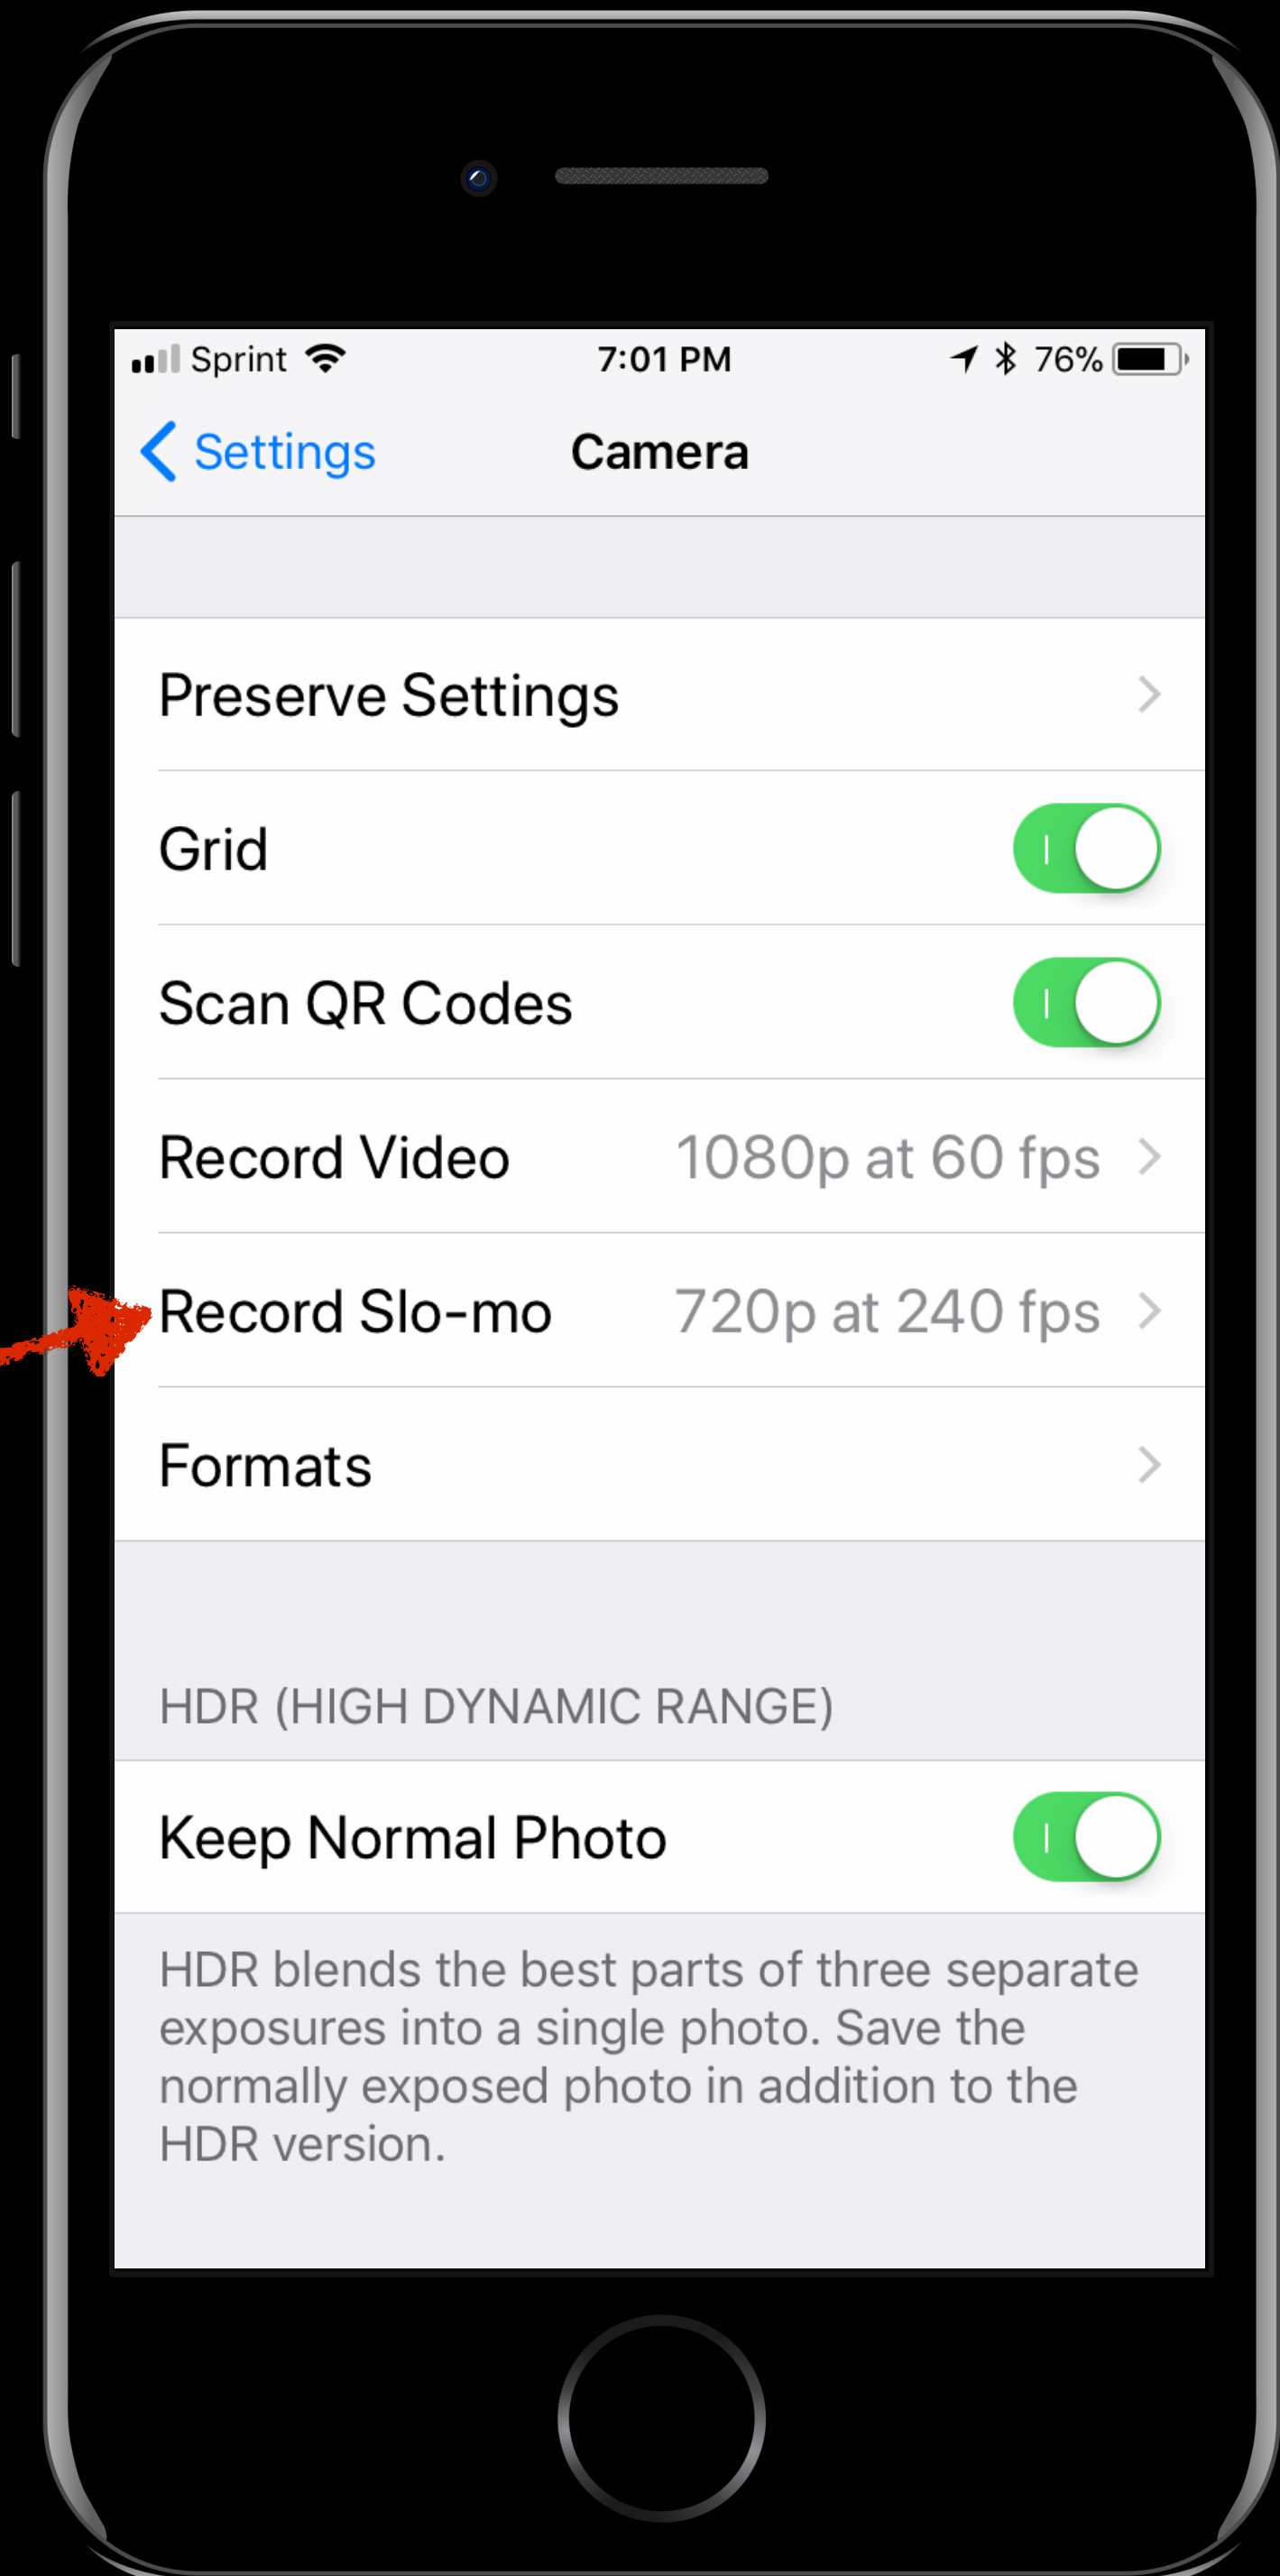 Sprint 7:01 PM 76%
Settings Camera
Preserve Settings
Grid
Scan QR Codes
Record Video 1080p at 60 fps
Record Slo-mo 720p at 240 fps
Formats
HDR (HIGH DYNAMIC RANGE)
Keep Normal Photo
HDR blends the best parts of three separate
exposures into a single photo. Save the
normally exposed photo in addition to the
HDR version.